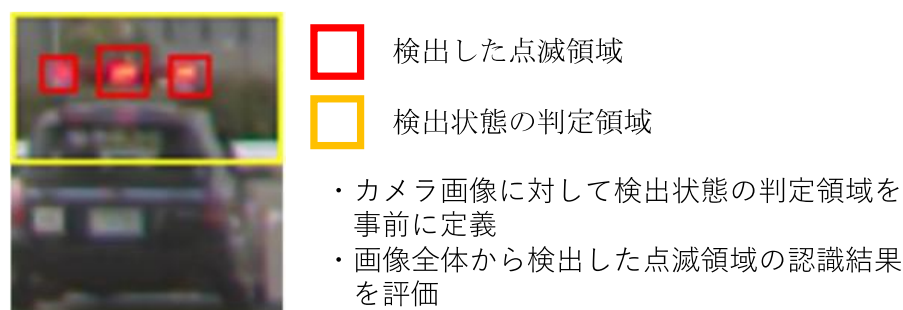 検出した点滅領域
検出状態の判定領域
・カメラ画像に対して検出状態の判定領域を
事前に定義
・画像全体から検出した点滅領域の認識結果
を評価